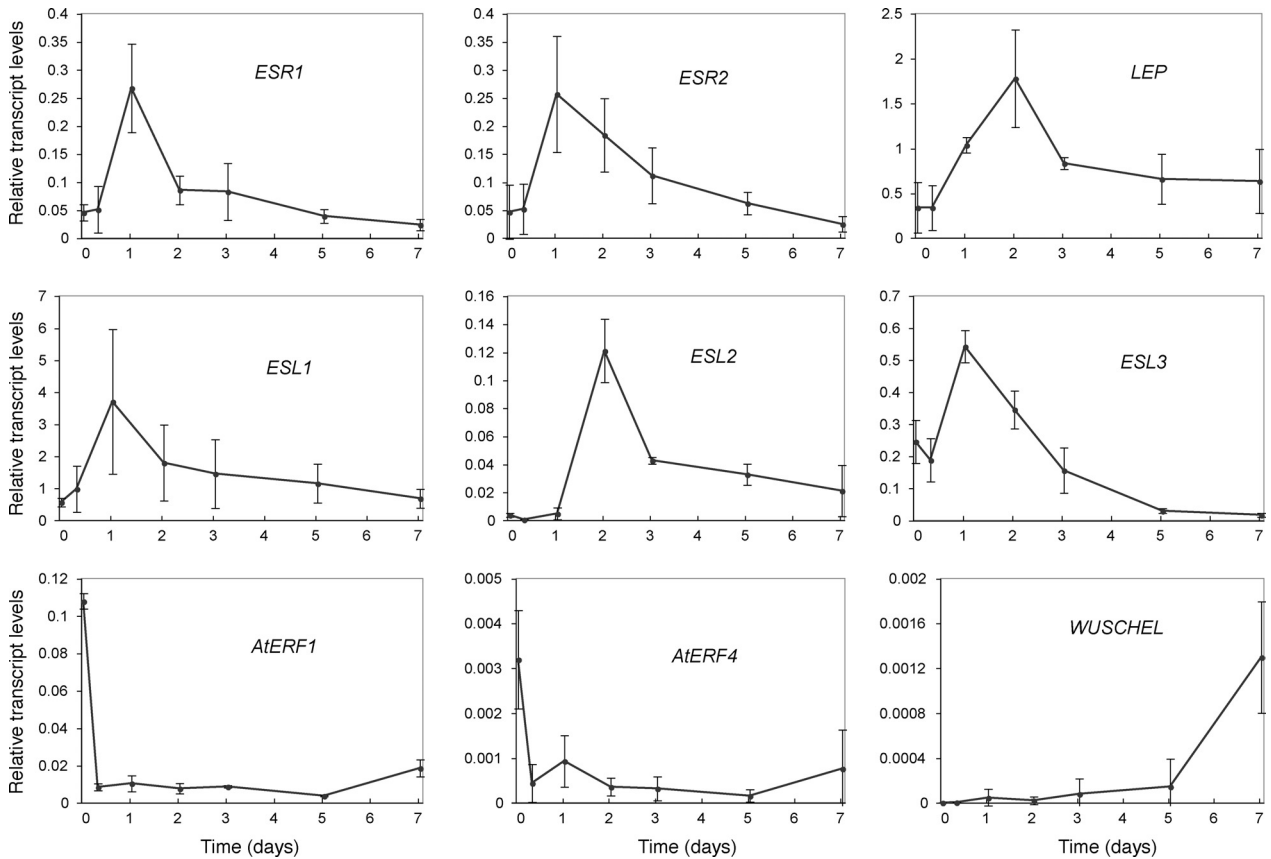 Relative transcript levels
0.4
0.35
0.3
0.25
0.2
0.15
0.1
0.05
0
ESR1
0 1 2 3 4 5 6 7
0.4
0.35
0.3
0.25
0.2
0.15
0.1
0.05
0
ESR2
0 1 2 3 4 5 6 7
2.5
2
1.5
1
0.5
0
LEP
0 1 2 3 4 5 6 7
Relative transcript levels
7
6
5
4
3
2
1
0
ESL1
0 1 2 3 4 5 6 7
0.16
0.14
0.12
0.10
0.08
0.06
0.04
0.02
0
ESL2
0 1 2 3 4 5 6 7
0.7
0.6
0.5
0.4
0.3
0.2
0.1
0
ESL3
0 1 2 3 4 5 6 7
Relative transcript levels
0.12
0.10
0.08
0.06
0.04
0.02
0
AtERF1
0 1 2 3 4 5 6 7
Time (days)
0.005
0.004
0.003
0.002
0.001
0
AtERF4
0 1 2 3 4 5 6 7
Time (days)
0.002
0.0016
0.0012
0.0008
0.0004
0
WUSCHEL
0 1 2 3 4 5 6 7
Time (days)